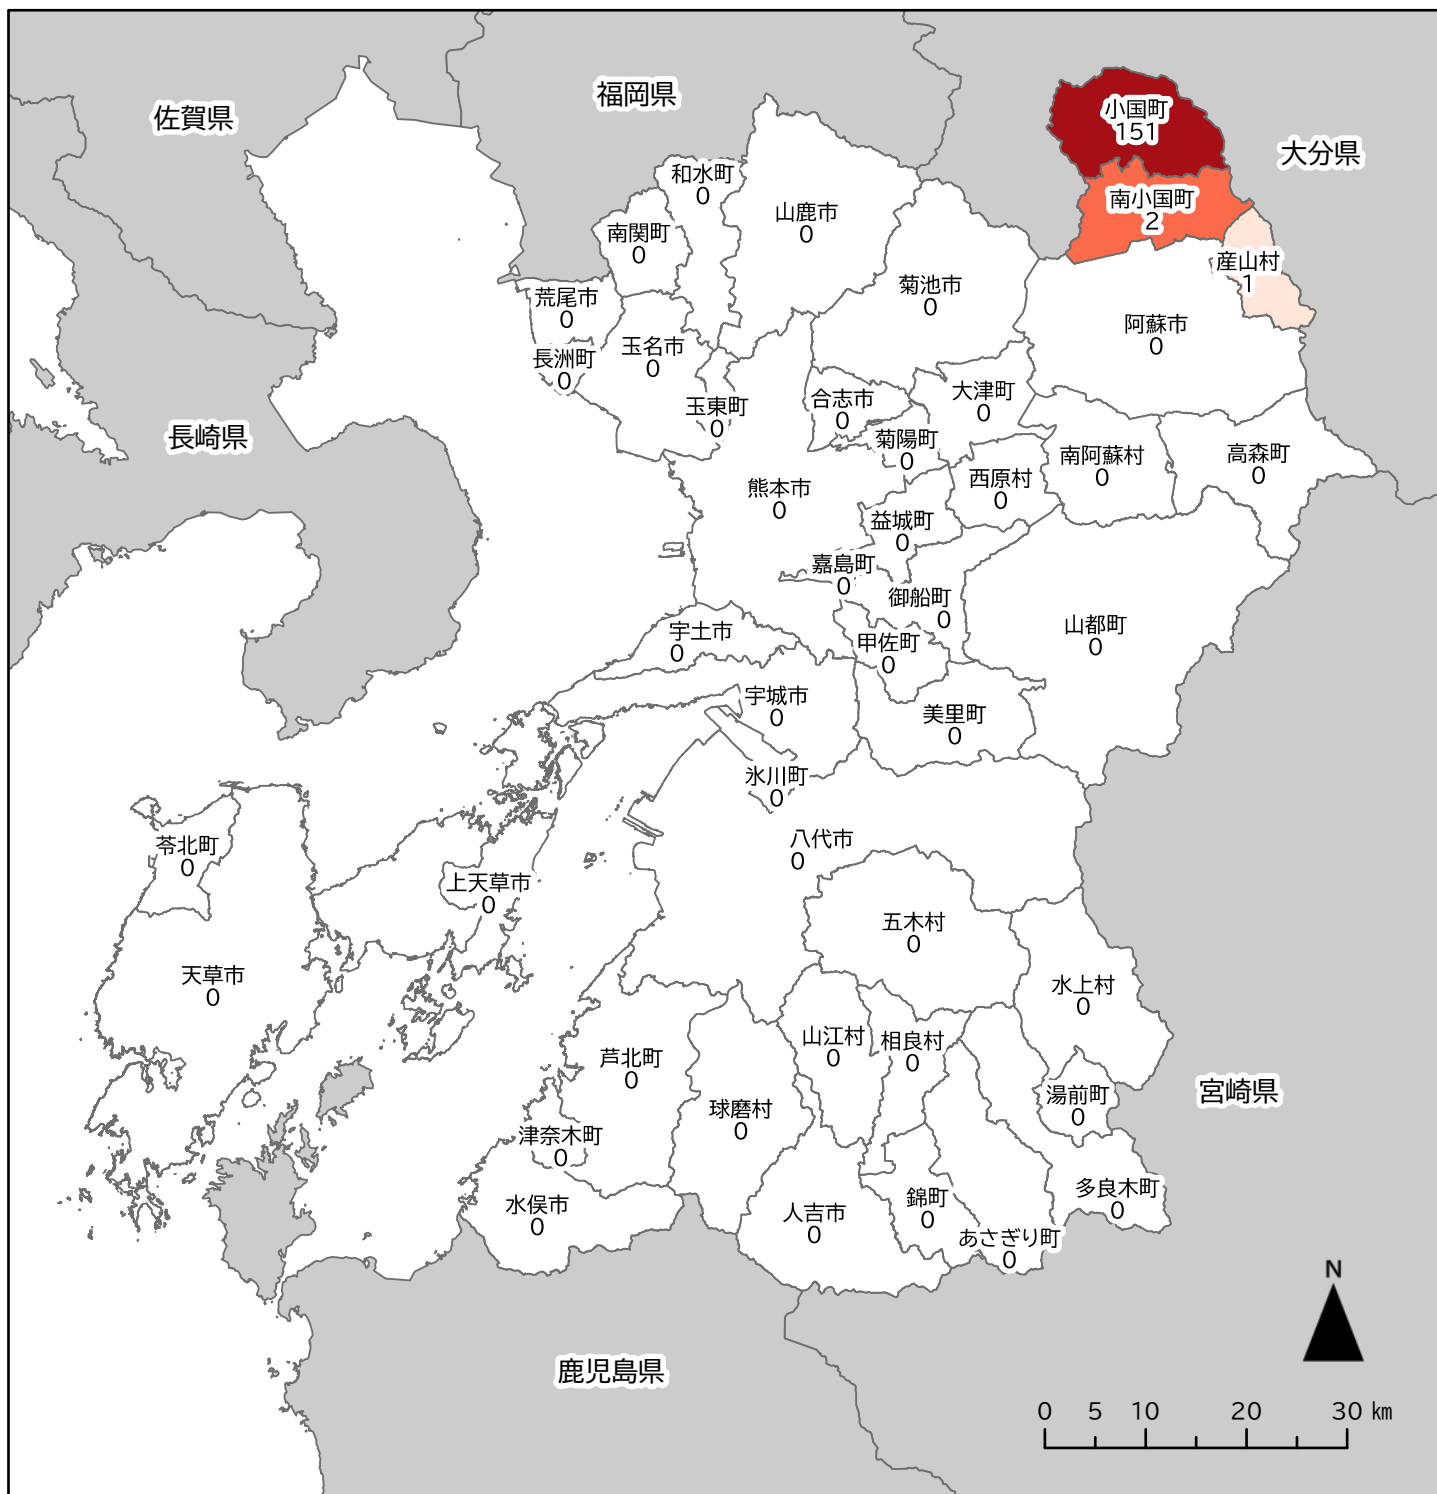 福岡県
佐賀県
大分県
小国町
151
南小国町
2
産山村
1
和水町
0
山鹿市
0
南関町
0
菊池市
0
荒尾市
0
阿蘇市
0
玉名市
0
長洲町
0
玉東町
0
合志市
0
大津町
0
長崎県
菊陽町
0
南阿蘇村
0
高森町
0
西原村
0
熊本市
0
益城町
0
嘉島町
0
御船町
0
山都町
0
宇土市
0
甲佐町
0
宇城市
0
美里町
0
氷川町
0
八代市
0
苓北町
0
上天草市
0
五木村
0
天草市
0
水上村
0
山江村
0
相良村
0
芦北町
0
湯前町
0
宮崎県
球磨村
0
津奈木町
0
多良木町
0
水俣市
0
人吉市
0
錦町
0
あさぎり町
0
N
鹿児島県
0 5 10 20 30 km